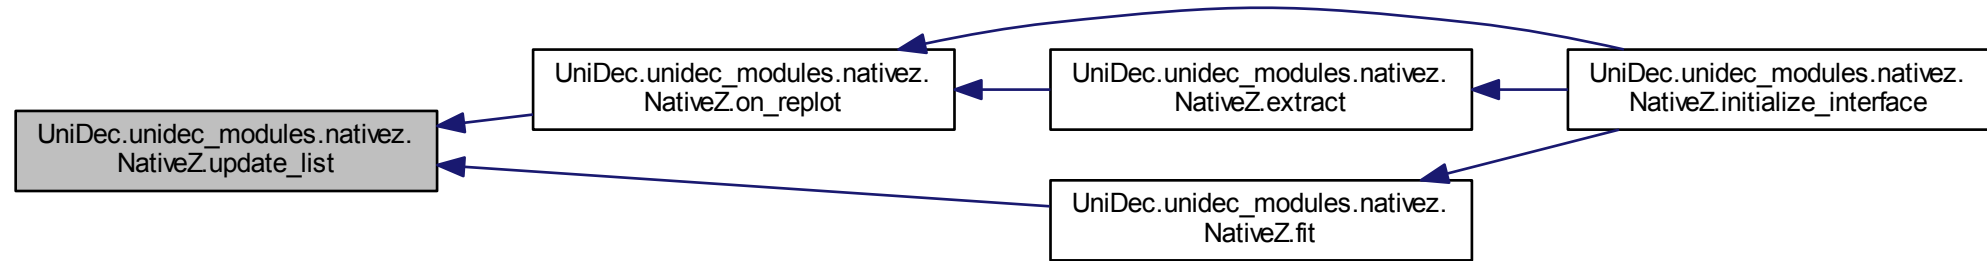 UniDec.unidec_modules.nativez.
NativeZ.update_list
UniDec.unidec_modules.nativez.
NativeZ.on_replot
UniDec.unidec_modules.nativez.
NativeZ.extract
UniDec.unidec_modules.nativez.
NativeZ.initialize_interface
UniDec.unidec_modules.nativez.
NativeZ.fit